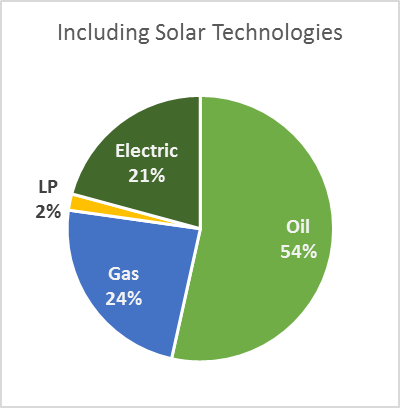 Including Solar Technologies
Electric
21%
LP
2%
Oil
54%
Gas
24%